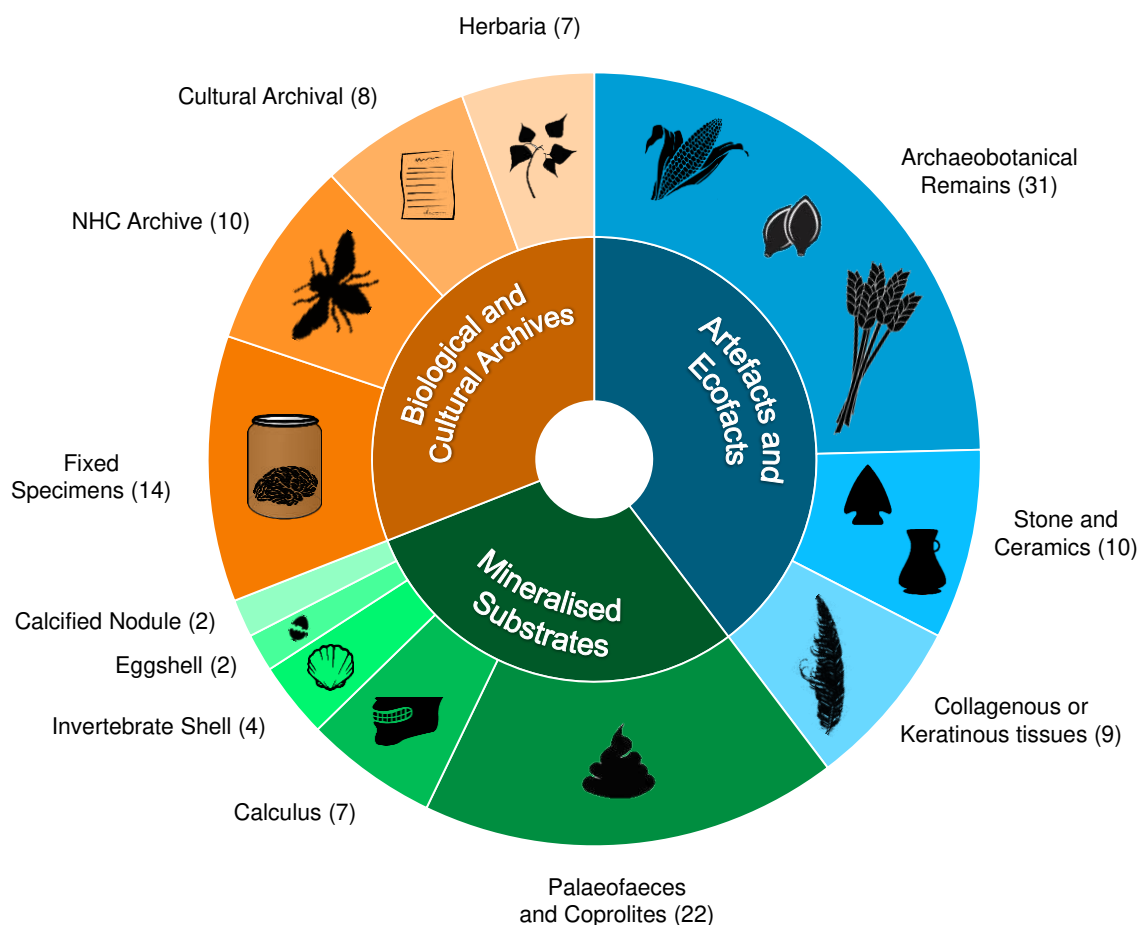 Herbaria (7)
Cultural Archival (8)
NHC Archive (10)
Fixed
Specimens (14)
Calcified Nodule (2)
Eggshell (2)
Invertebrate Shell (4)
Calculus (7)
Palaeofaeces
and Coprolites (22)
Collagenous or
Keratinous tissues (9)
Stone and
Ceramics (10)
Archaeobotanical
Remains (31)
Biological and
Cultural Archives
Artefacts and
Ecofacts
Mineralised
Substrates